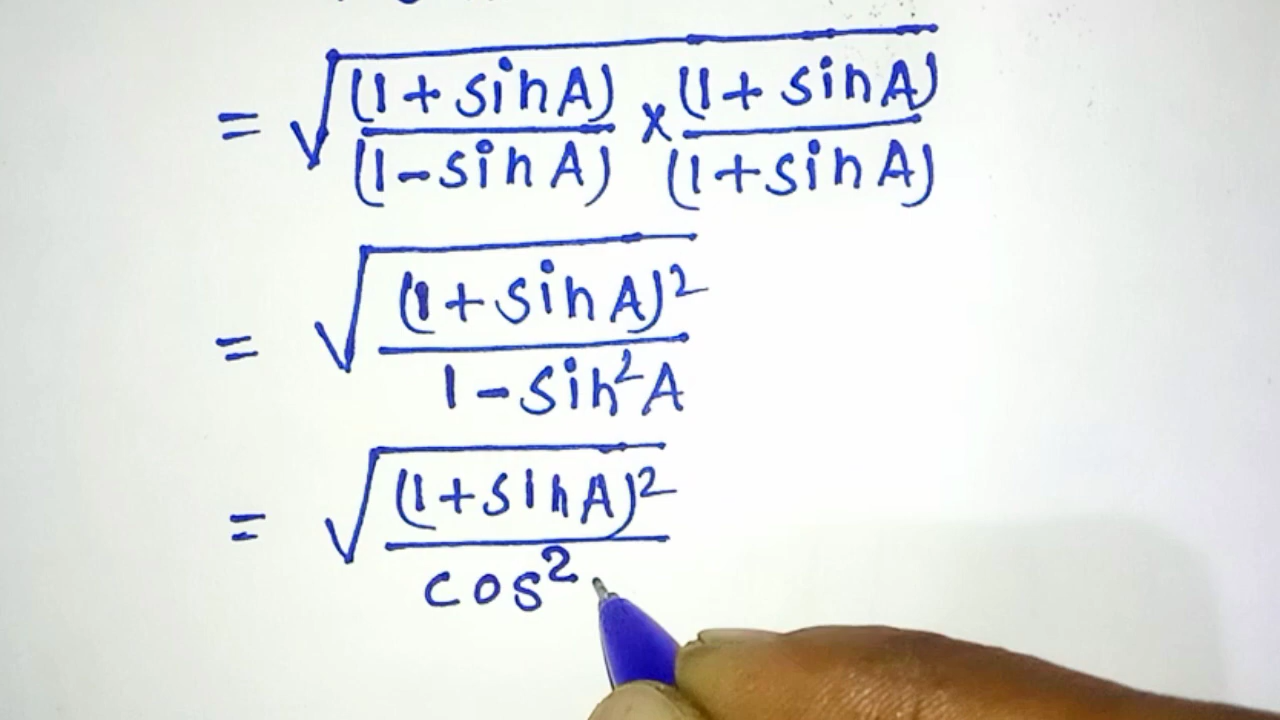 = √((1 + sinA)/(1 - sinA) × (1 + sinA)/(1 + sinA))
= √((1 + sinA)²/(1 - sin²A))
= √((1 + sinA)²/cos²)